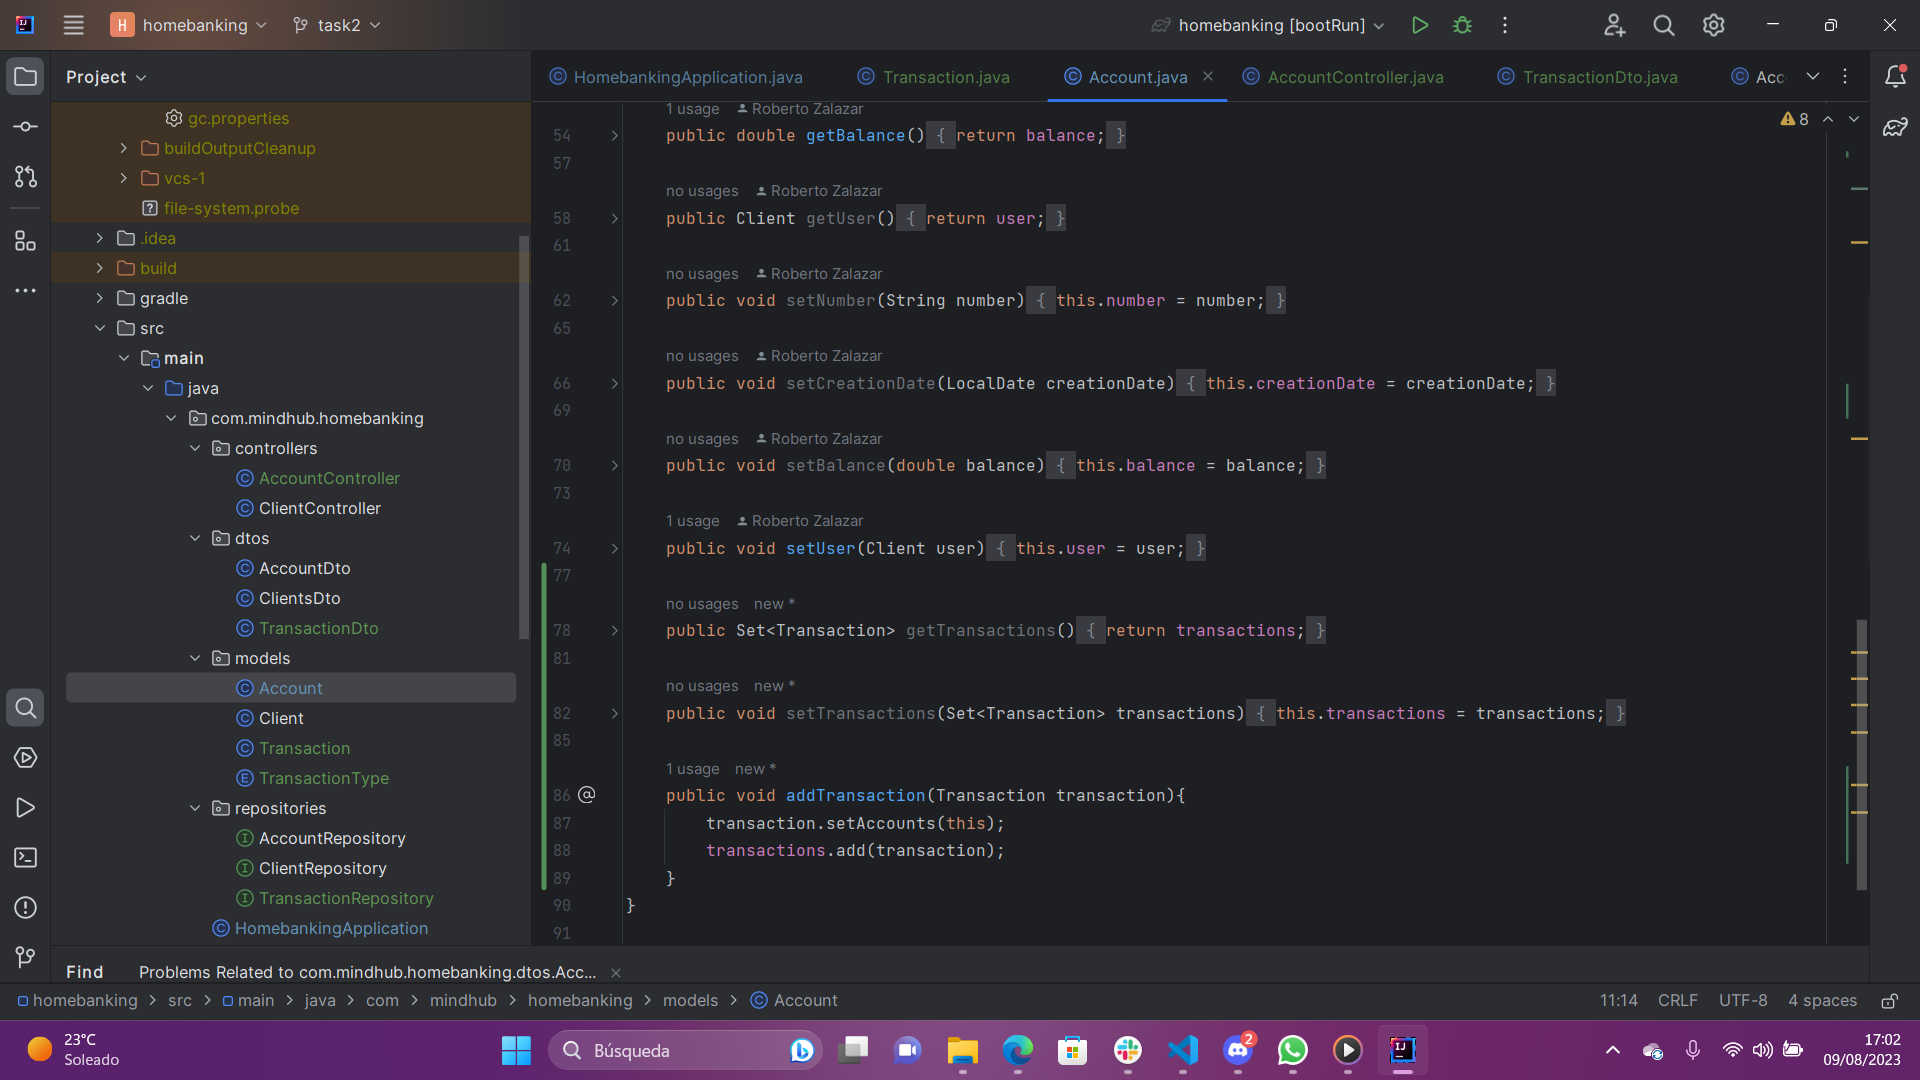 H homebanking task2
homebanking [bootRun]
Project
HomebankingApplication.java Transaction.java Account.java AccountController.java TransactionDto.java Acc
gc.properties
buildOutputCleanup
vcs-1
file-system.probe
.idea
build
gradle
src
main
java
com.mindhub.homebanking
controllers
AccountController
ClientController
dtos
AccountDto
ClientsDto
TransactionDto
models
Account
Client
Transaction
TransactionType
repositories
AccountRepository
ClientRepository
TransactionRepository
HomebankingApplication
8
1 usage Roberto Zalazar
54 public double getBalance() { return balance; }
57
no usages Roberto Zalazar
58 public Client getUser() { return user; }
61
no usages Roberto Zalazar
62 public void setNumber(String number) { this.number = number; }
65
no usages Roberto Zalazar
66 public void setCreationDate(LocalDate creationDate) { this.creationDate = creationDate; }
69
no usages Roberto Zalazar
70 public void setBalance(double balance) { this.balance = balance; }
73
1 usage Roberto Zalazar
74 public void setUser(Client user) { this.user = user; }
77
no usages new *
78 public Set<Transaction> getTransactions() { return transactions; }
81
no usages new *
82 public void setTransactions(Set<Transaction> transactions) { this.transactions = transactions; }
85
1 usage new *
86 @ public void addTransaction(Transaction transaction){
87 transaction.setAccounts(this);
88 transactions.add(transaction);
89 }
90 }
91
Find Problems Related to com.mindhub.homebanking.dtos.Acc...
homebanking > src > main > java > com > mindhub > homebanking > models > Account
11:14 CRLF UTF-8 4 spaces
23°C
Soleado
Búsqueda
2
17:02
09/08/2023